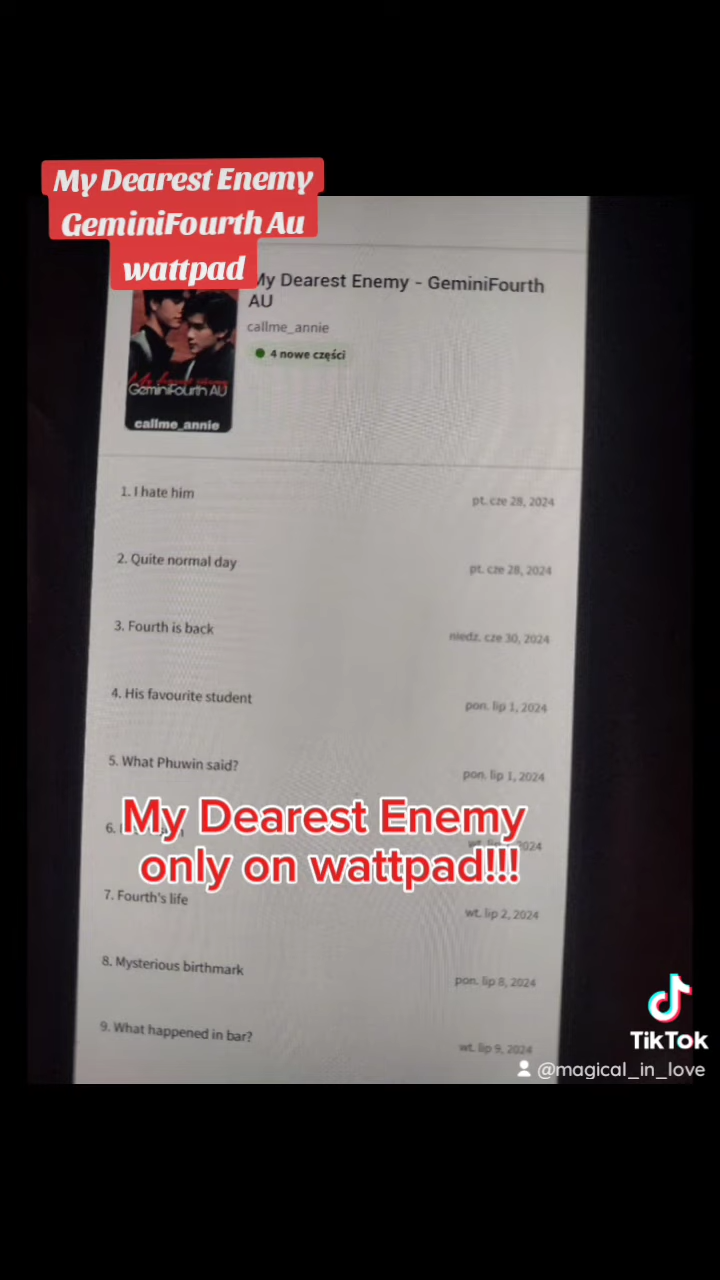 My Dearest Enemy
GeminiFourth Au
wattpad
My Dearest Enemy - GeminiFourth
AU
callme_annie
4 nowe części
My dearest enemy
GeminiFourth AU
callme_annie
1. I hate him
pt. cze 28, 2024
2. Quite normal day
pt. cze 28, 2024
3. Fourth is back
niedz. cze 30, 2024
4. His favourite student
pon. lip 1, 2024
5. What Phuwin said?
pon. lip 1, 2024
My Dearest Enemy
only on wattpad!!!
6.
2024
7. Fourth's life
wt. lip 2, 2024
8. Mysterious birthmark
pon. lip 8, 2024
9. What happened in bar?
wt. lip 9, 2024
TikTok
@magical_in_love